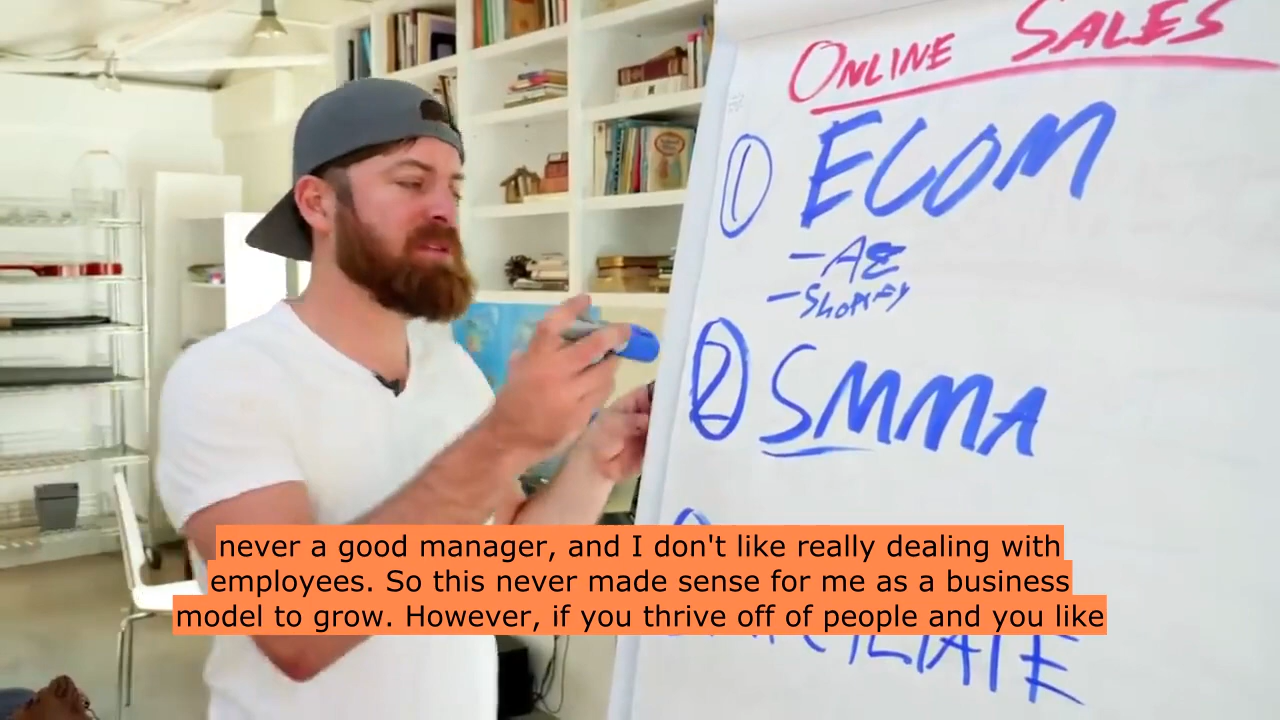 ONLINE SALES
① ECOM
- AE
- SHOPIFY
② SMMA
never a good manager, and I don't like really dealing with
employees. So this never made sense for me as a business
model to grow. However, if you thrive off of people and you like